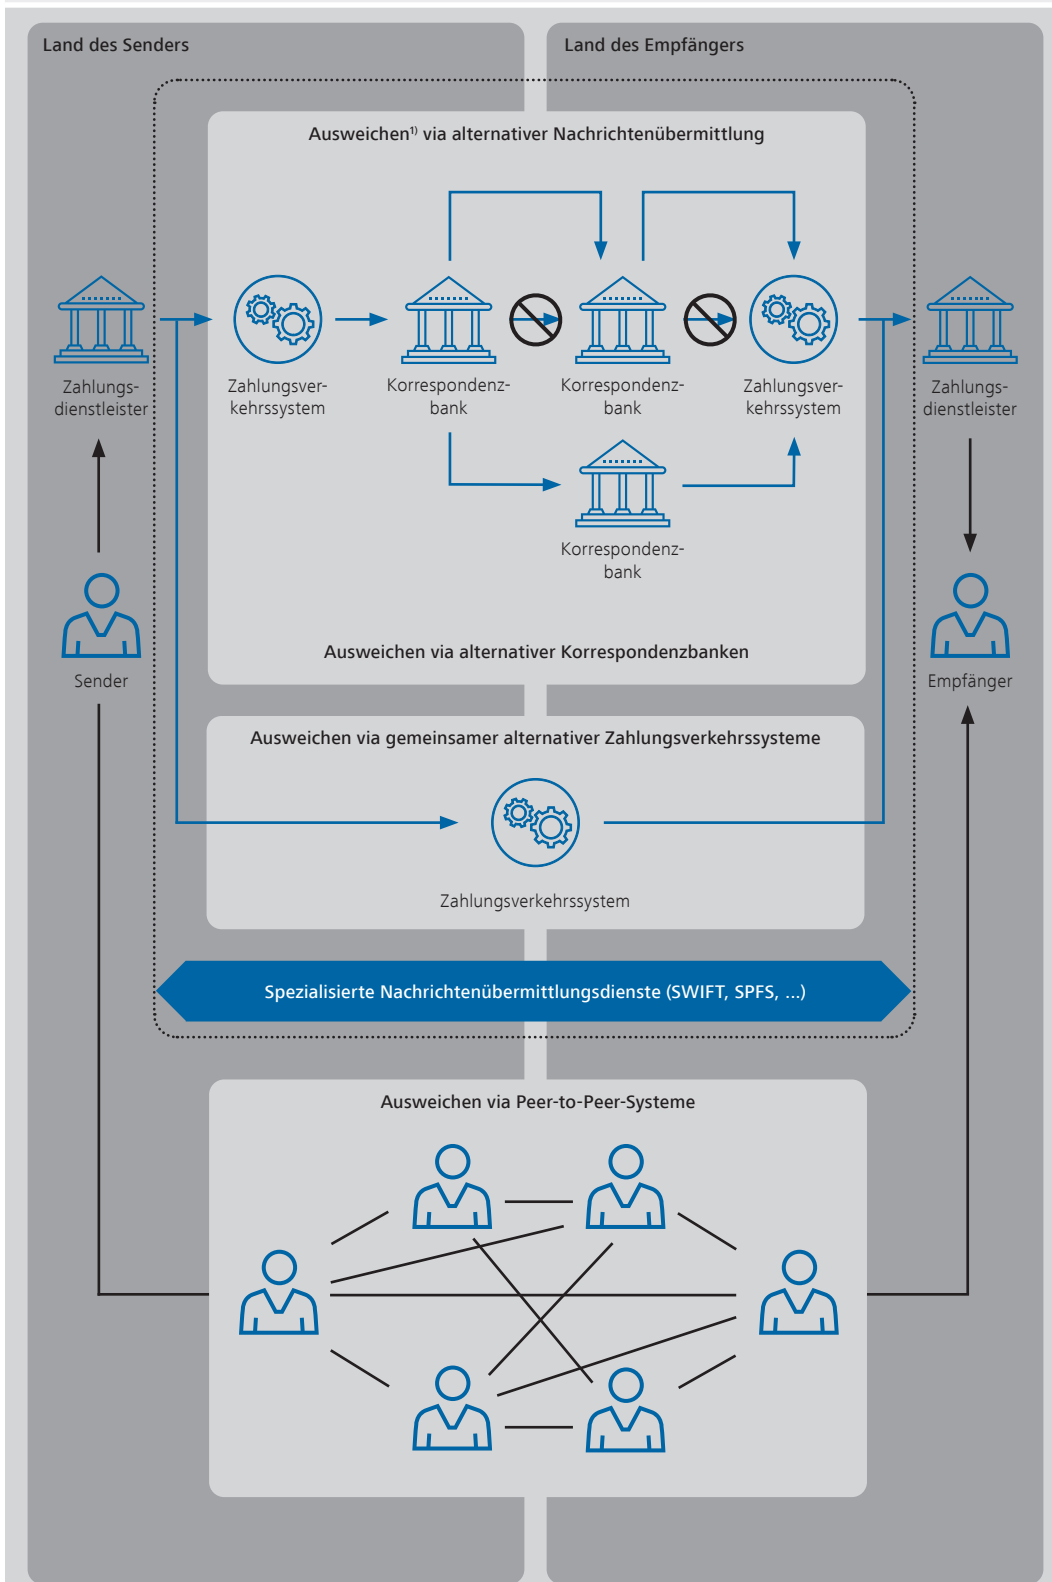 Land des Senders
Land des Empfängers
Ausweichen¹⁾ via alternativer Nachrichtenübermittlung
Zahlungs-
dienstleister
Zahlungsver-
kehrssystem
Korrespondenz-
bank
Korrespondenz-
bank
Zahlungsver-
kehrssystem
Zahlungs-
dienstleister
Korrespondenz-
bank
Ausweichen via alternativer Korrespondenzbanken
Sender
Empfänger
Ausweichen via gemeinsamer alternativer Zahlungsverkehrssysteme
Zahlungsverkehrssystem
Spezialisierte Nachrichtenübermittlungsdienste (SWIFT, SPFS, ...)
Ausweichen via Peer-to-Peer-Systeme